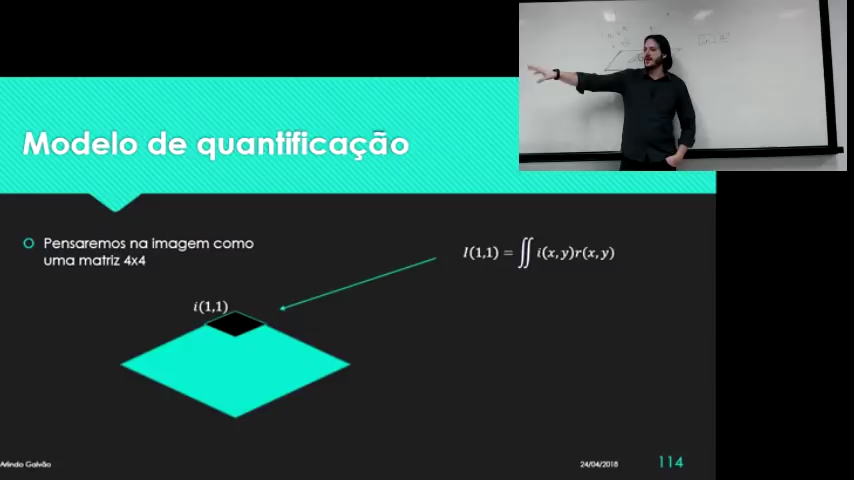 Modelo de quantificação
Pensaremos na imagem como
uma matriz 4x4
I(1,1) = ∬ i(x,y)r(x,y)
i(1,1)
Arlindo Galvão
24/04/2018
114